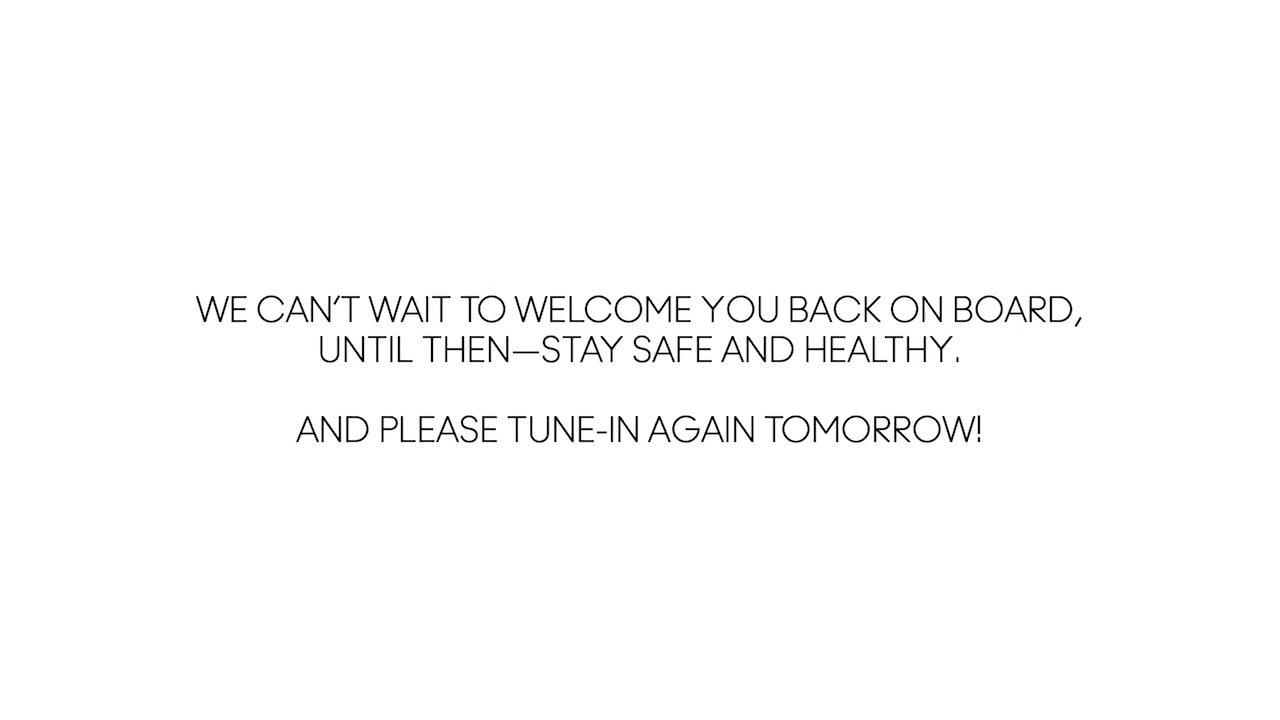 WE CAN'T WAIT TO WELCOME YOU BACK ON BOARD,
UNTIL THEN—STAY SAFE AND HEALTHY.
AND PLEASE TUNE-IN AGAIN TOMORROW!